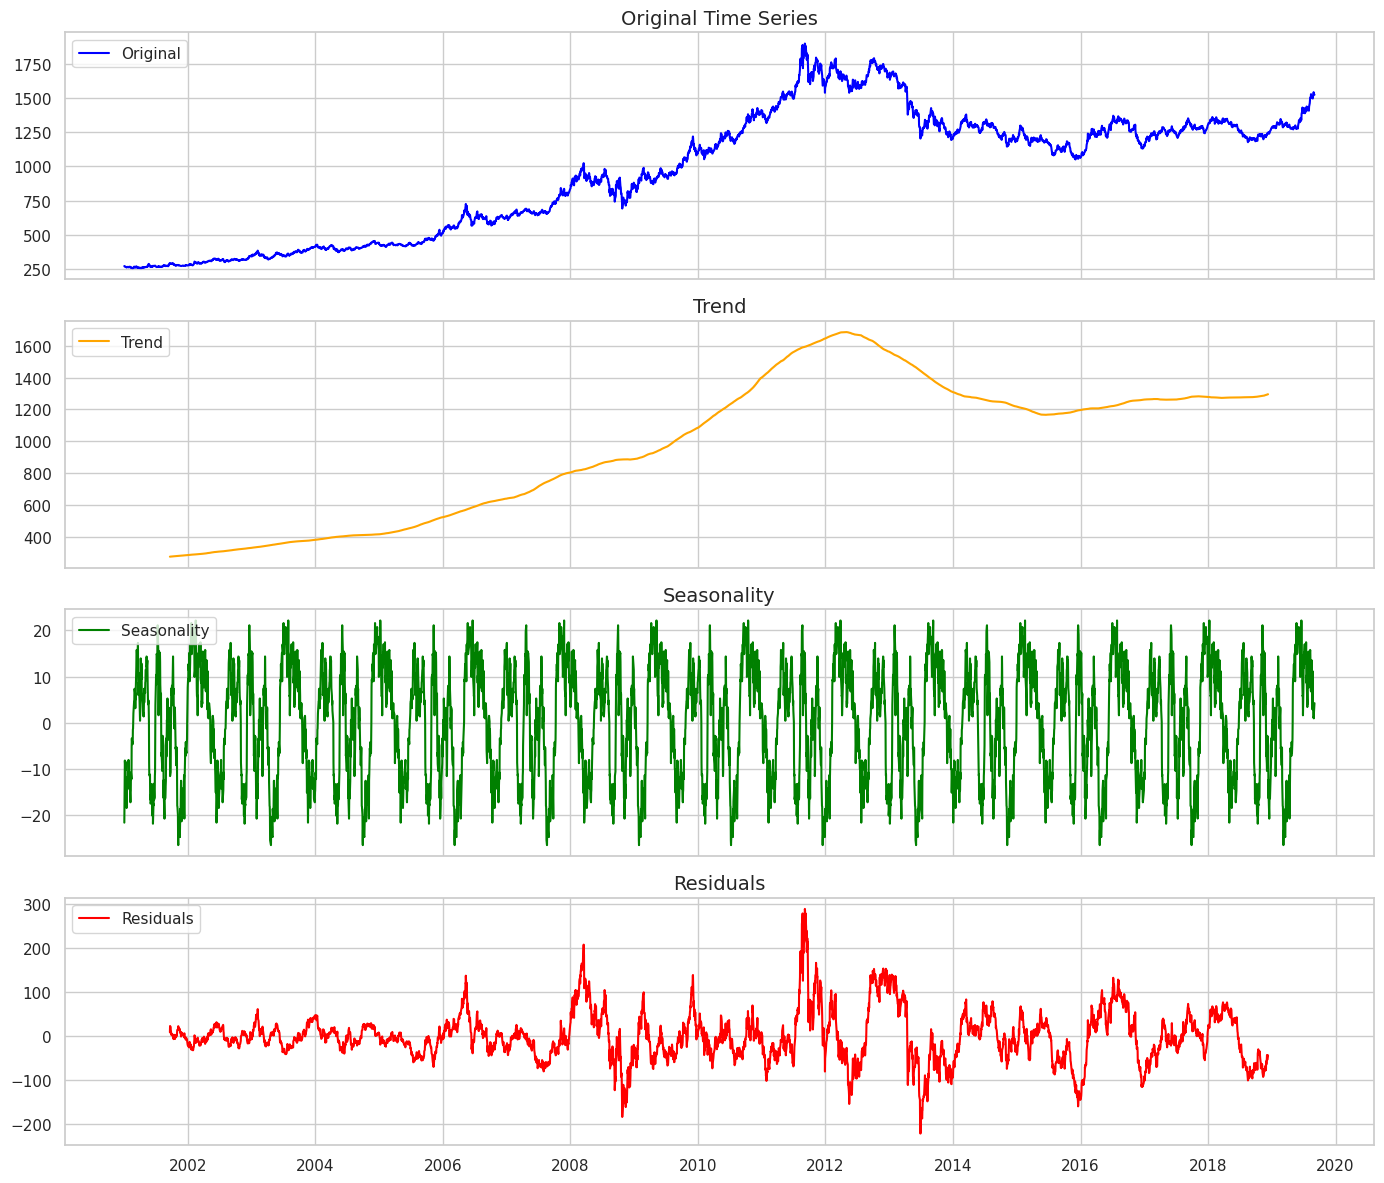 Original Time Series
Original
1750
1500
1250
1000
750
500
250
Trend
Trend
1600
1400
1200
1000
800
600
400
Seasonality
Seasonality
20
10
0
−10
−20
Residuals
Residuals
300
200
100
0
−100
−200
2002 2004 2006 2008 2010 2012 2014 2016 2018 2020